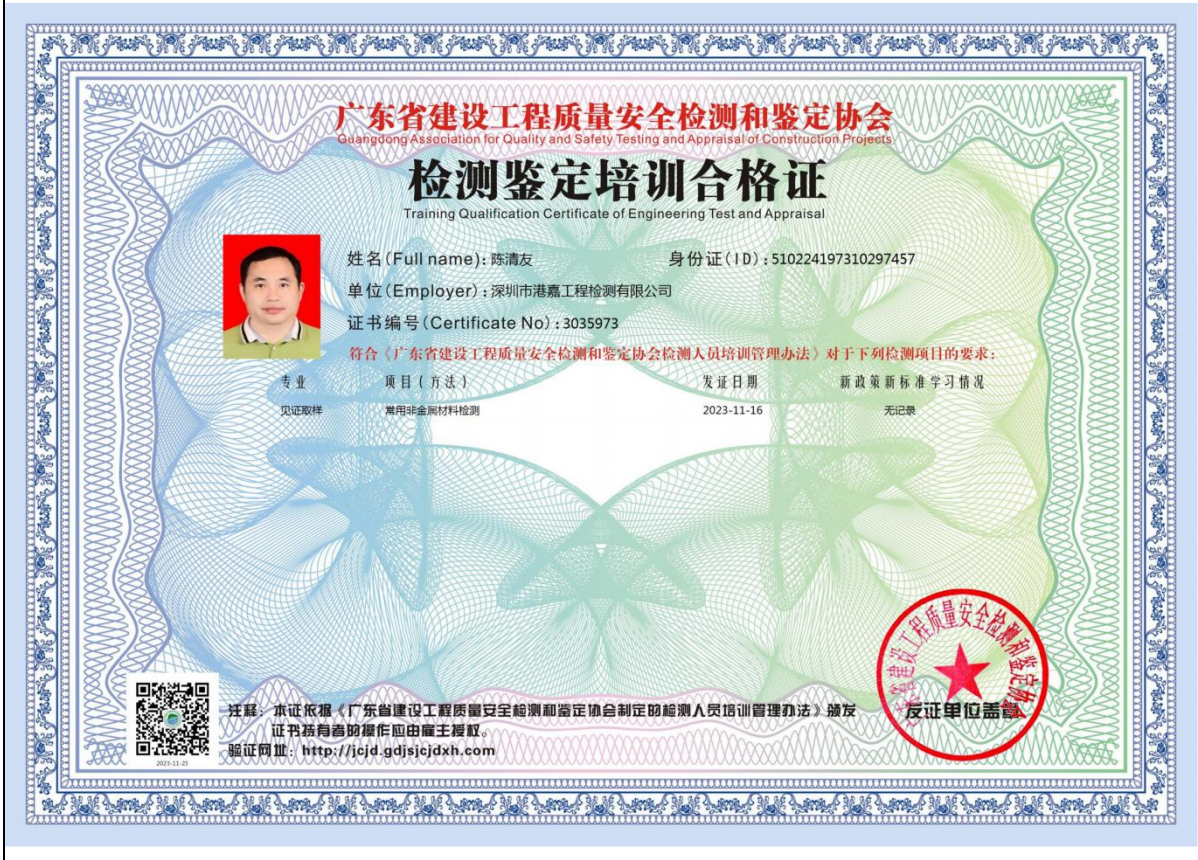 广东省建设工程质量安全检测和鉴定协会
Guangdong Association for Quality and Safety Testing and Appraisal of Construction Projects
检测鉴定培训合格证
Training Qualification Certificate of Engineering Test and Appraisal
姓名(Full name):陈清友 身份证(ID):510224197310297457
单位(Employer):深圳市港嘉工程检测有限公司
证书编号(Certificate No):3035973
符合《广东省建设工程质量安全检测和鉴定协会检测人员培训管理办法》对于下列检测项目的要求:
专业 项目(方法) 发证日期 新政策新标准学习情况
见证取样 常用非金属材料检测 2023-11-16 无记录
注释:本证依据《广东省建设工程质量安全检测和鉴定协会制定的检测人员培训管理办法》颁发
证书持有者的操作应由雇主授权。
验证网址:http://jcjd.gdjsjcjdxh.com
2023-11-23
东省建设工程质量安全检测和鉴定协会
发证单位盖章